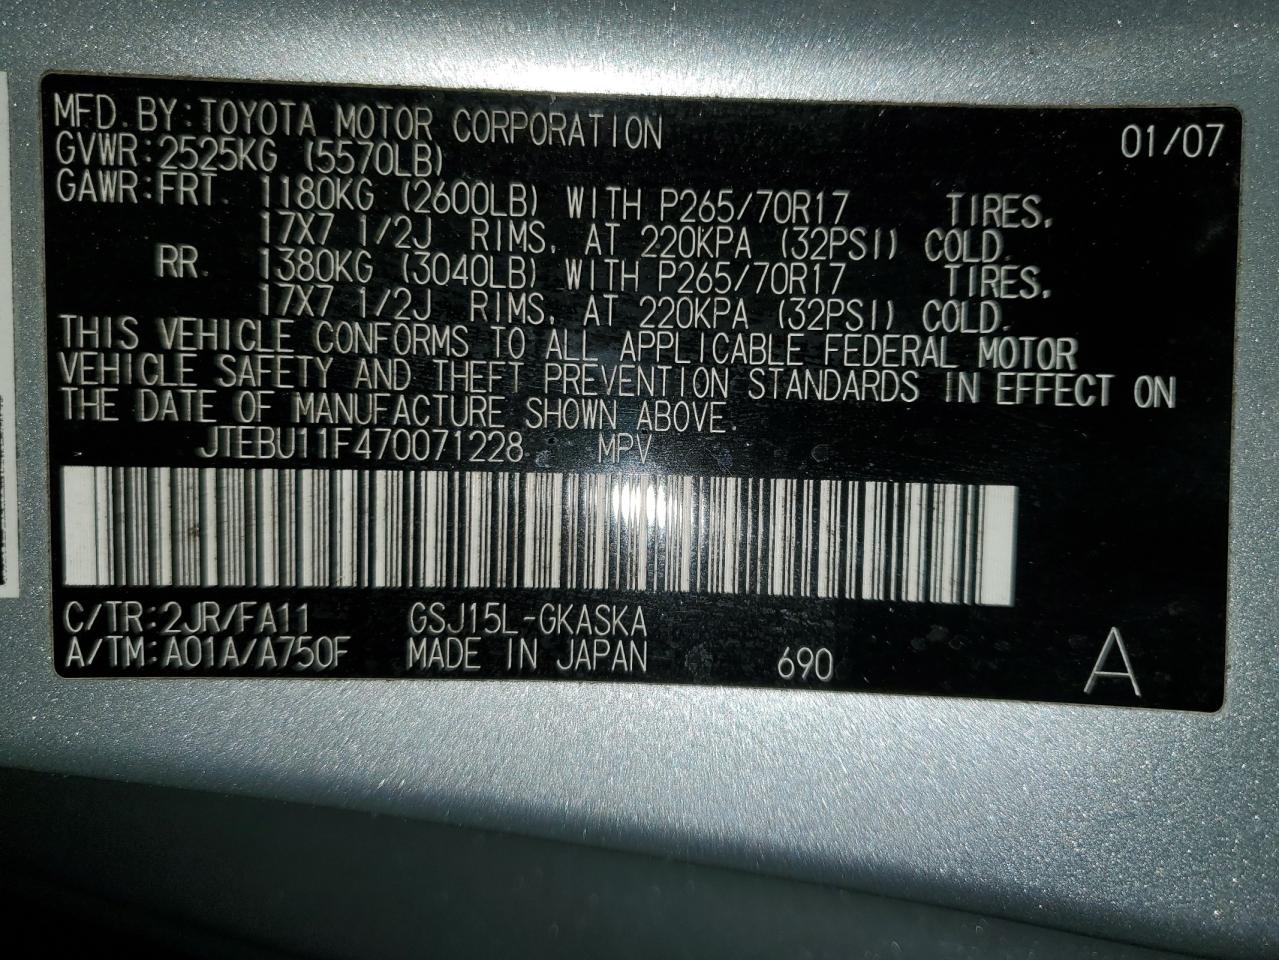 MFD. BY:TOYOTA MOTOR CORPORATION 01/07
GVWR:2525KG (5570LB)
GAWR:FRT. 1180KG (2600LB) WITH P265/70R17 TIRES,
17X7 1/2J RIMS, AT 220KPA (32PSI) COLD.
RR. 1380KG (3040LB) WITH P265/70R17 TIRES,
17X7 1/2J RIMS, AT 220KPA (32PSI) COLD.
THIS VEHICLE CONFORMS TO ALL APPLICABLE FEDERAL MOTOR
VEHICLE SAFETY AND THEFT PREVENTION STANDARDS IN EFFECT ON
THE DATE OF MANUFACTURE SHOWN ABOVE.
JTEBU11F470071228 MPV
C/TR:2JR/FA11 GSJ15L-GKASKA
A/TM:A01A/A750F MADE IN JAPAN 690 A